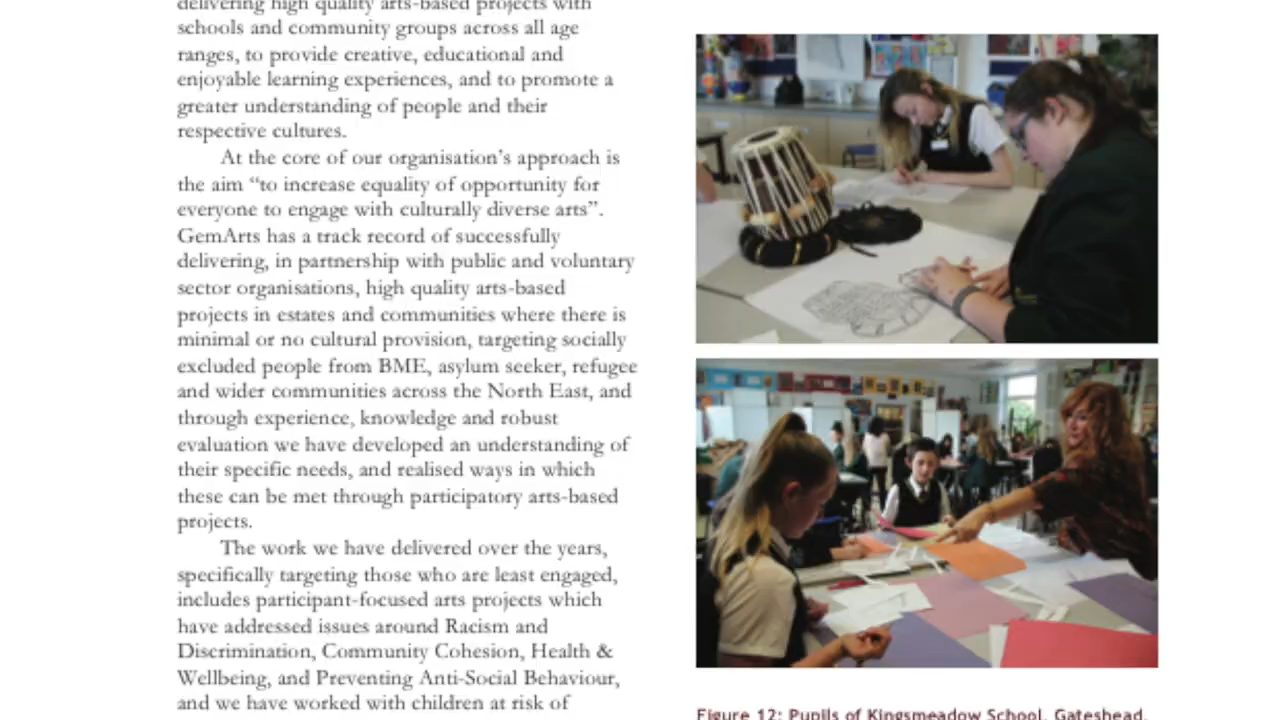 delivering high quality arts-based projects with
schools and community groups across all age
ranges, to provide creative, educational and
enjoyable learning experiences, and to promote a
greater understanding of people and their
respective cultures.
At the core of our organisation's approach is
the aim “to increase equality of opportunity for
everyone to engage with culturally diverse arts”.
GemArts has a track record of successfully
delivering, in partnership with public and voluntary
sector organisations, high quality arts-based
projects in estates and communities where there is
minimal or no cultural provision, targeting socially
excluded people from BME, asylum seeker, refugee
and wider communities across the North East, and
through experience, knowledge and robust
evaluation we have developed an understanding of
their specific needs, and realised ways in which
these can be met through participatory arts-based
projects.
The work we have delivered over the years,
specifically targeting those who are least engaged,
includes participant-focused arts projects which
have addressed issues around Racism and
Discrimination, Community Cohesion, Health &
Wellbeing, and Preventing Anti-Social Behaviour,
and we have worked with children at risk of
Figure 12: Pupils of Kingsmeadow School, Gateshead,